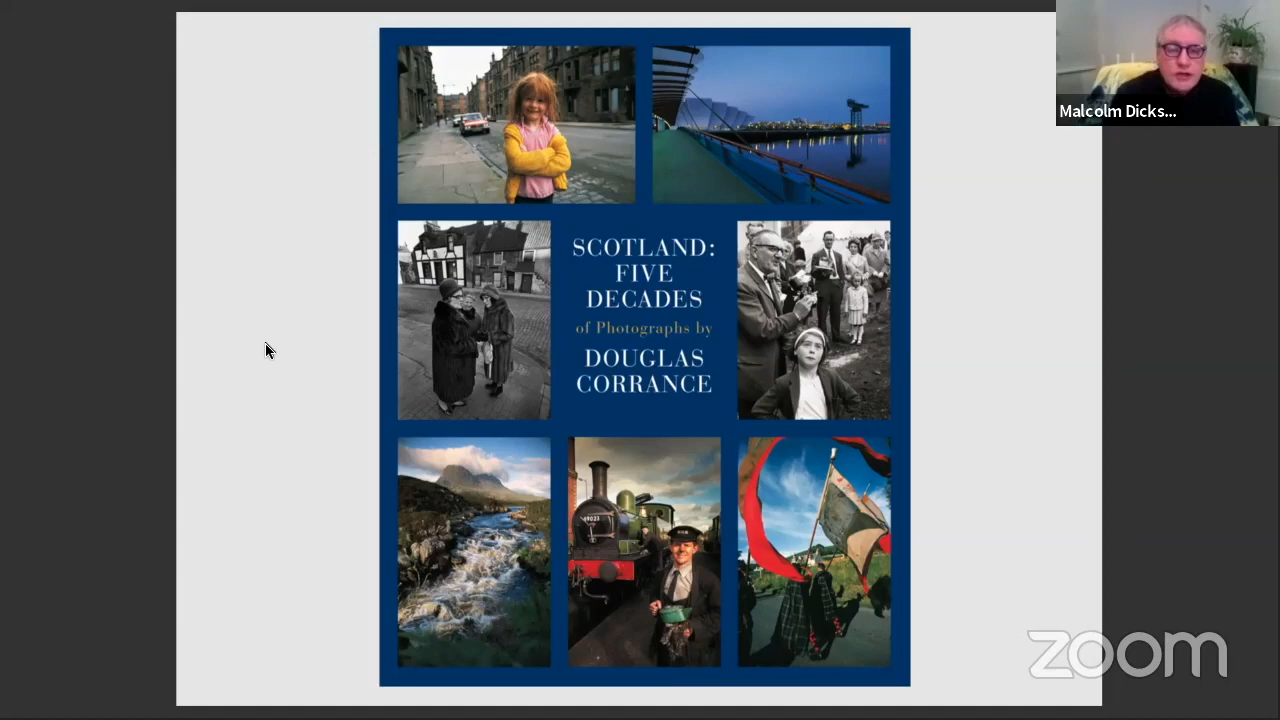 Malcolm Dicks...
SCOTLAND:
FIVE
DECADES
of Photographs by
DOUGLAS
CORRANCE
zoom